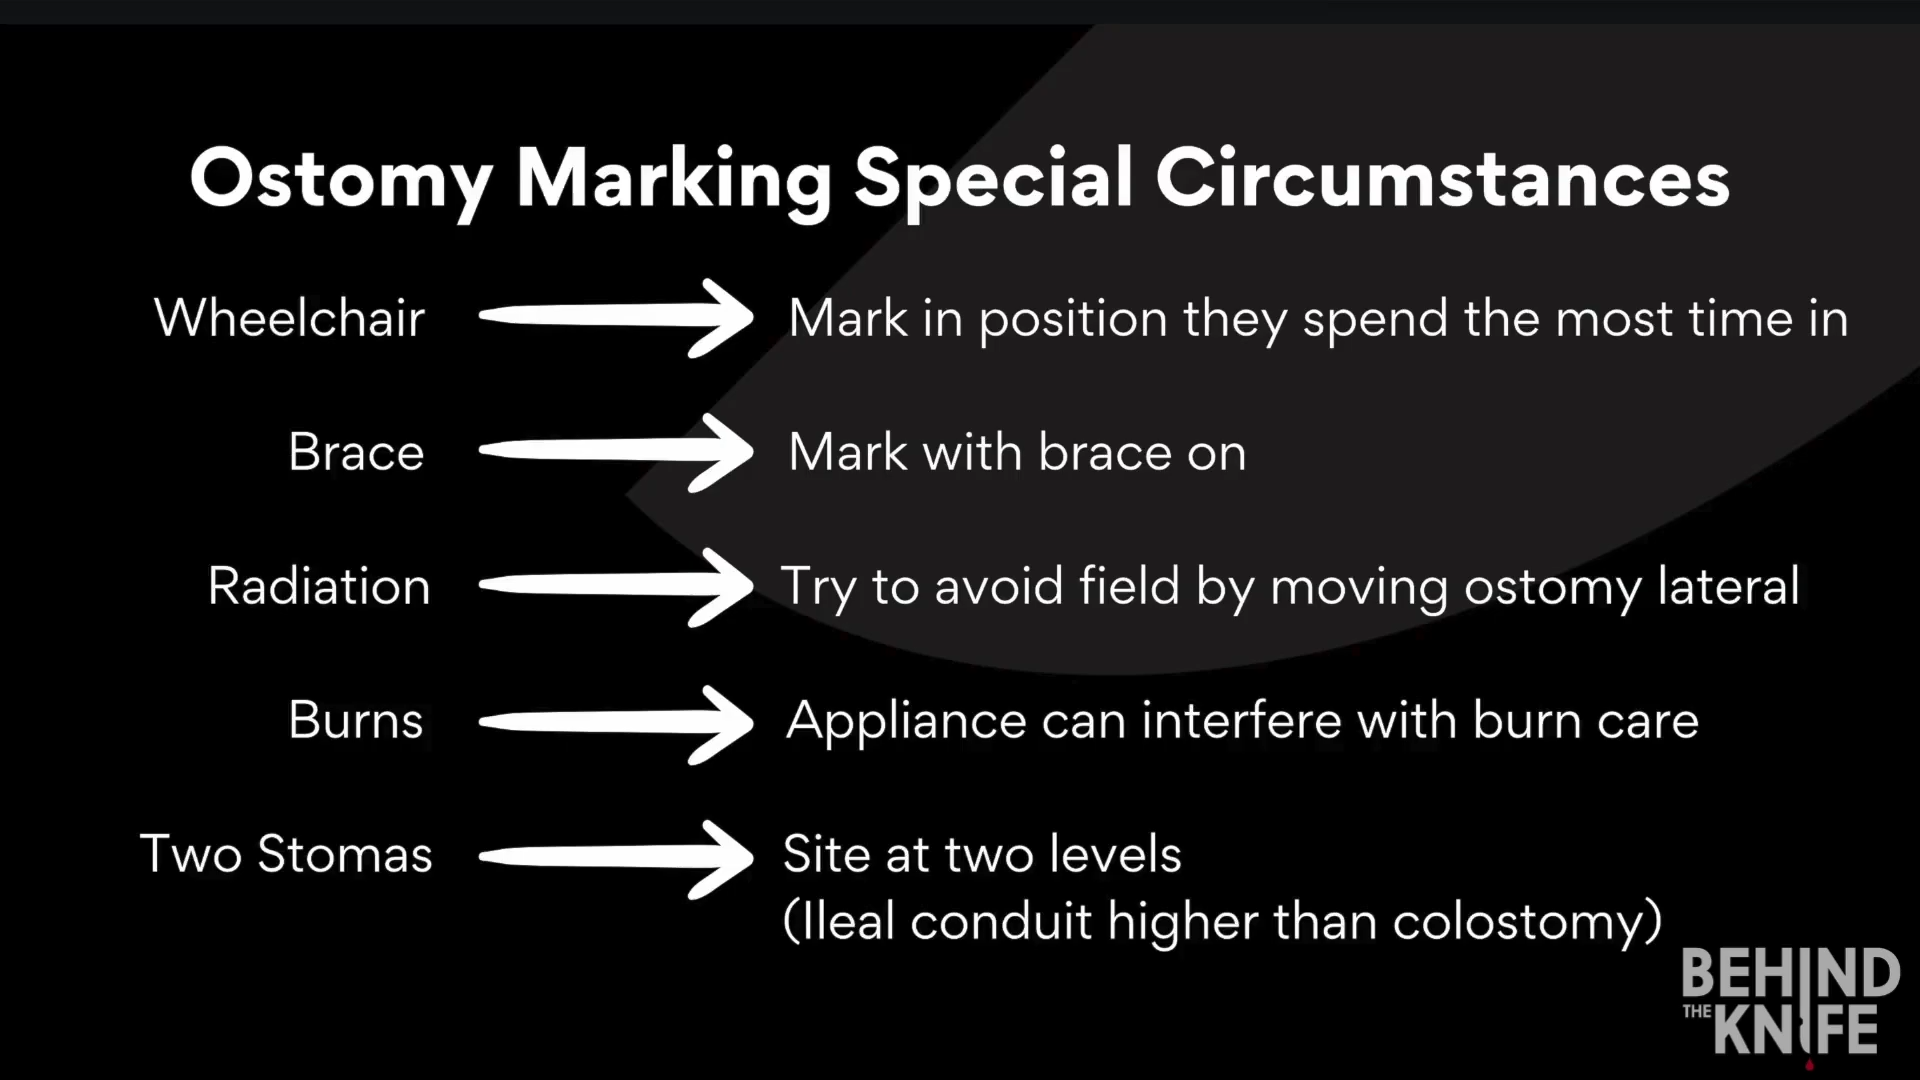 Ostomy Marking Special Circumstances
Wheelchair Mark in position they spend the most time in
Brace Mark with brace on
Radiation Try to avoid field by moving ostomy lateral
Burns Appliance can interfere with burn care
Two Stomas Site at two levels
(Ileal conduit higher than colostomy)
BEHIND
THE KNIFE